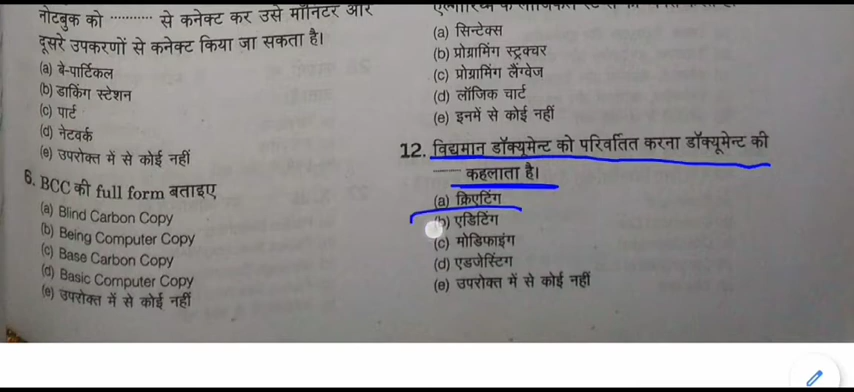 नोटबुक को ........... से कनेक्ट कर उसे मॉनिटर और
दूसरे उपकरणों से कनेक्ट किया जा सकता है।
(a) बे-पार्टिकल
(b) डाकिंग स्टेशन
(c) पार्ट
(d) नेटवर्क
(e) उपरोक्त में से कोई नहीं
6. BCC की full form बताइए
(a) Blind Carbon Copy
(b) Being Computer Copy
(c) Base Carbon Copy
(d) Basic Computer Copy
(e) उपरोक्त में से कोई नहीं
(a) सिन्टेक्स
(b) प्रोग्रामिंग स्ट्रक्चर
(c) प्रोग्रामिंग लैंग्वेज
(d) लॉजिक चार्ट
(e) इनमें से कोई नहीं
12. विद्यमान डॉक्यूमेन्ट को परिवर्तित करना डॉक्यूमेन्ट की
........ कहलाता है।
(a) क्रिएटिंग
(b) एडिटिंग
(c) मोडिफाइंग
(d) एडजेस्टिंग
(e) उपरोक्त में से कोई नहीं